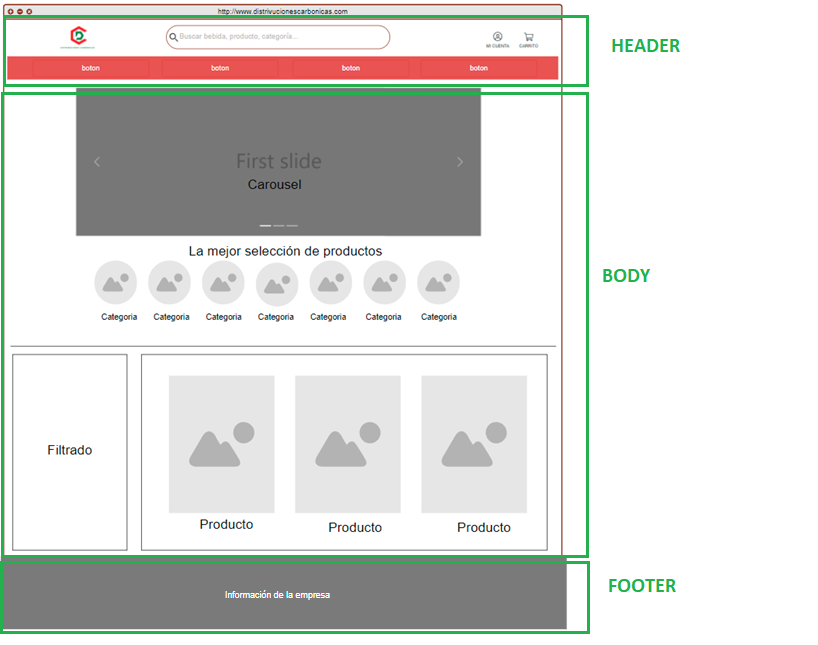 http://www.distrivucionescarbonicas.com
Buscar bebida, producto, categoría...
MI CUENTA
CARRITO
HEADER
boton
boton
boton
boton
First slide
Carousel
La mejor selección de productos
BODY
Categoria
Categoria
Categoria
Categoria
Categoria
Categoria
Categoria
Filtrado
Producto
Producto
Producto
FOOTER
Información de la empresa